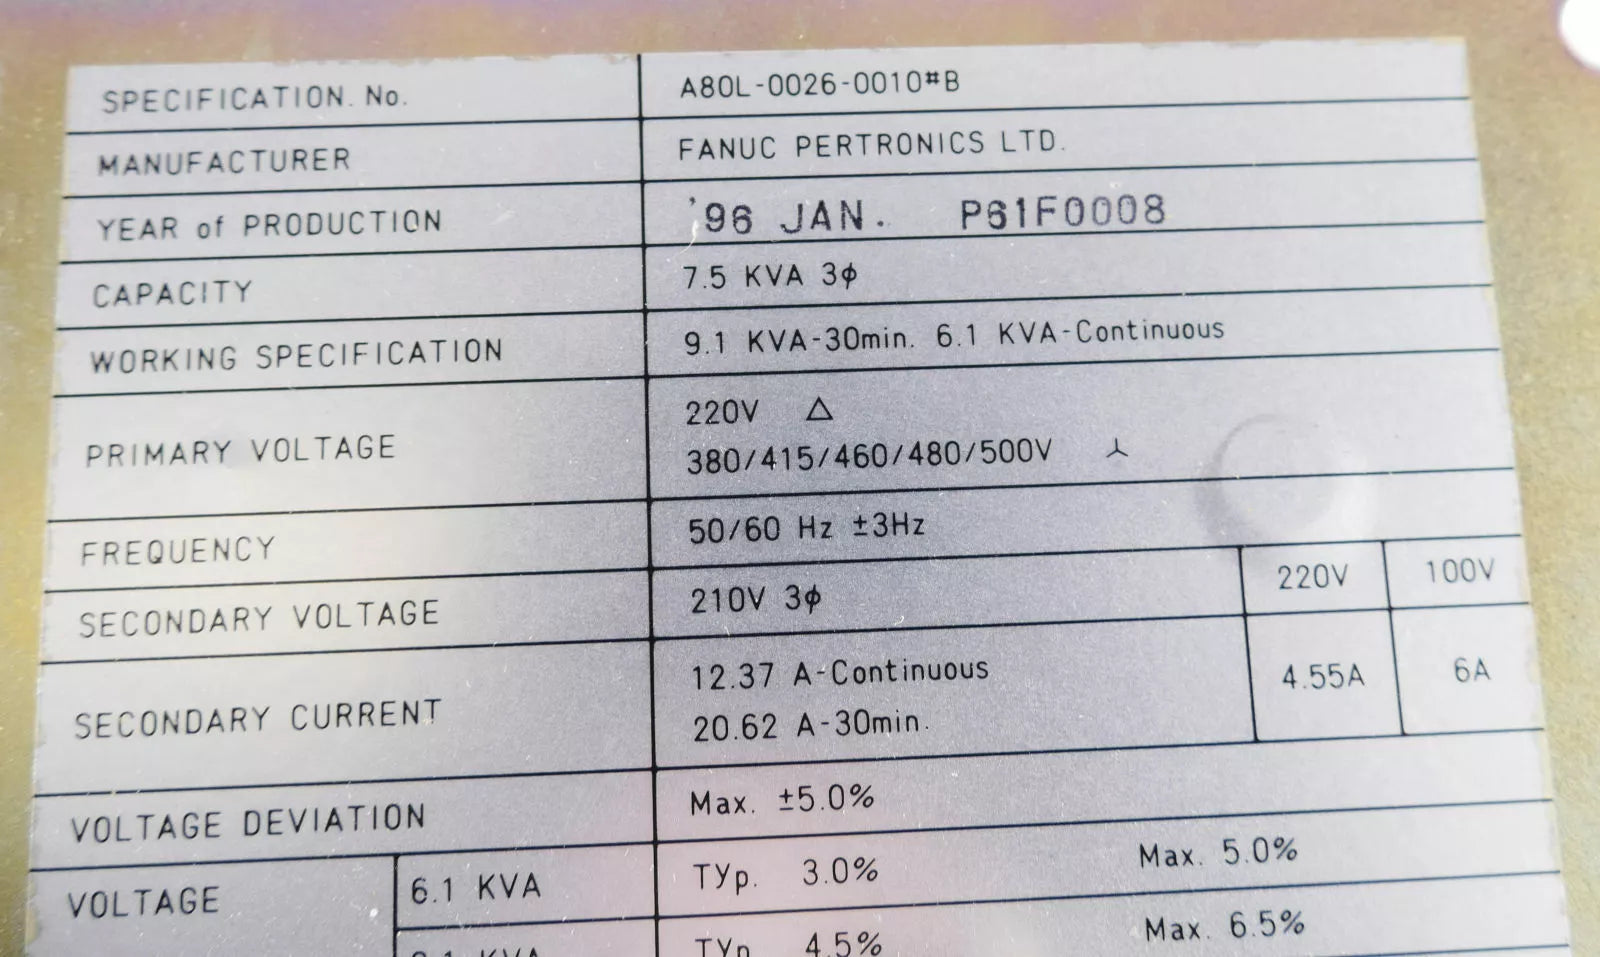 SPECIFICATION. No. A80L-0026-0010#B
MANUFACTURER FANUC PERTRONICS LTD.
YEAR of PRODUCTION '96 JAN. P61F0008
CAPACITY 7.5 KVA 3φ
WORKING SPECIFICATION 9.1 KVA-30min. 6.1 KVA-Continuous
PRIMARY VOLTAGE 220V △
380/415/460/480/500V ⅄
FREQUENCY 50/60 Hz ±3Hz
SECONDARY VOLTAGE 210V 3φ 220V 100V
SECONDARY CURRENT 12.37 A-Continuous 4.55A 6A
20.62 A-30min.
VOLTAGE DEVIATION Max. ±5.0%
VOLTAGE 6.1 KVA TYp. 3.0% Max. 5.0%
KVA TYp 4.5% Max. 6.5%